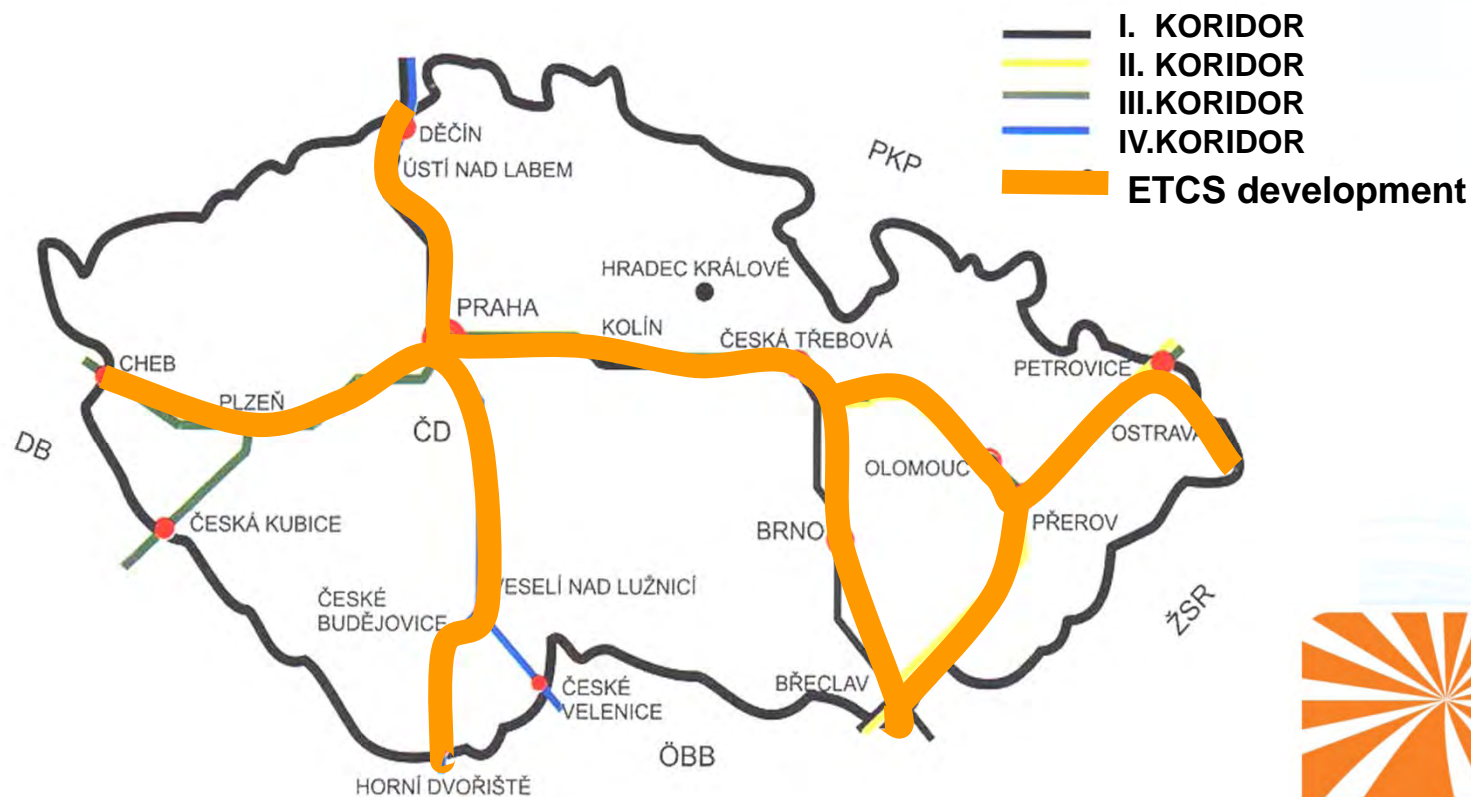 I. KORIDOR
II. KORIDOR
III.KORIDOR
IV.KORIDOR
ETCS development
DĚČÍN
ÚSTÍ NAD LABEM
PKP
HRADEC KRÁLOVÉ
PRAHA
KOLÍN
ČESKÁ TŘEBOVÁ
CHEB
PETROVICE
PLZEŇ
ČD
DB
OSTRAVA
OLOMOUC
ČESKÁ KUBICE
PŘEROV
BRNO
ESELÍ NAD LUŽNICÍ
ČESKÉ
BUDĚJOVICE
ŽSR
BŘECLAV
ČESKÉ
VELENICE
ÖBB
HORNÍ DVOŘIŠTĚ